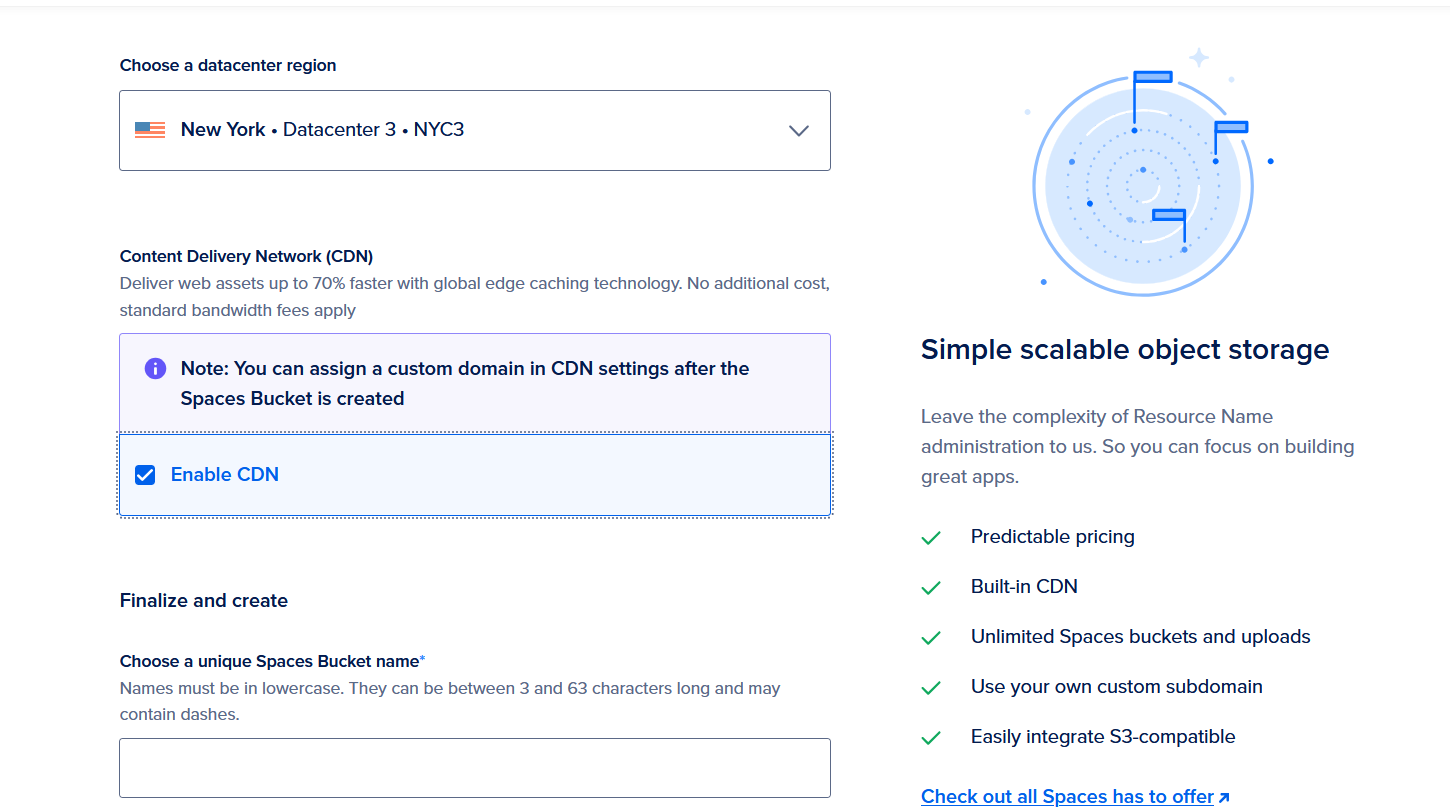 Choose a datacenter region
New York • Datacenter 3 • NYC3
Content Delivery Network (CDN)
Deliver web assets up to 70% faster with global edge caching technology. No additional cost,
standard bandwidth fees apply
Note: You can assign a custom domain in CDN settings after the
Spaces Bucket is created
Enable CDN
Finalize and create
Choose a unique Spaces Bucket name*
Names must be in lowercase. They can be between 3 and 63 characters long and may
contain dashes.
Simple scalable object storage
Leave the complexity of Resource Name
administration to us. So you can focus on building
great apps.
Predictable pricing
Built-in CDN
Unlimited Spaces buckets and uploads
Use your own custom subdomain
Easily integrate S3-compatible
Check out all Spaces has to offer